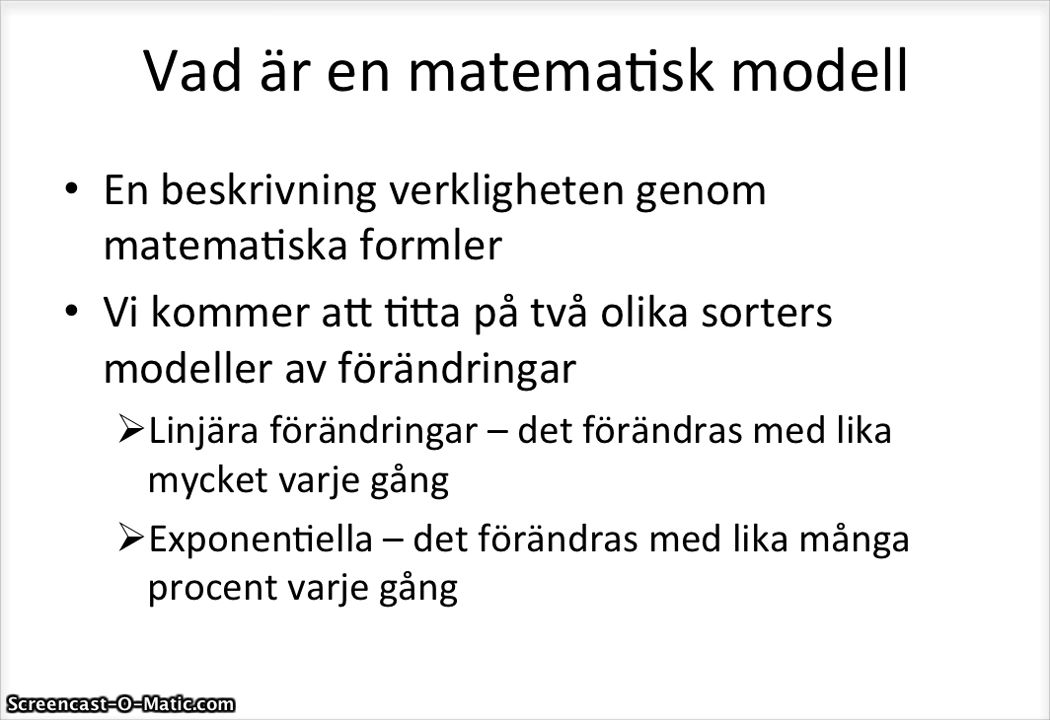 Vad är en matematisk modell
• En beskrivning verkligheten genom
matematiska formler
• Vi kommer att titta på två olika sorters
modeller av förändringar
➢Linjära förändringar – det förändras med lika
mycket varje gång
➢Exponentiella – det förändras med lika många
procent varje gång
Screencast-O-Matic.com